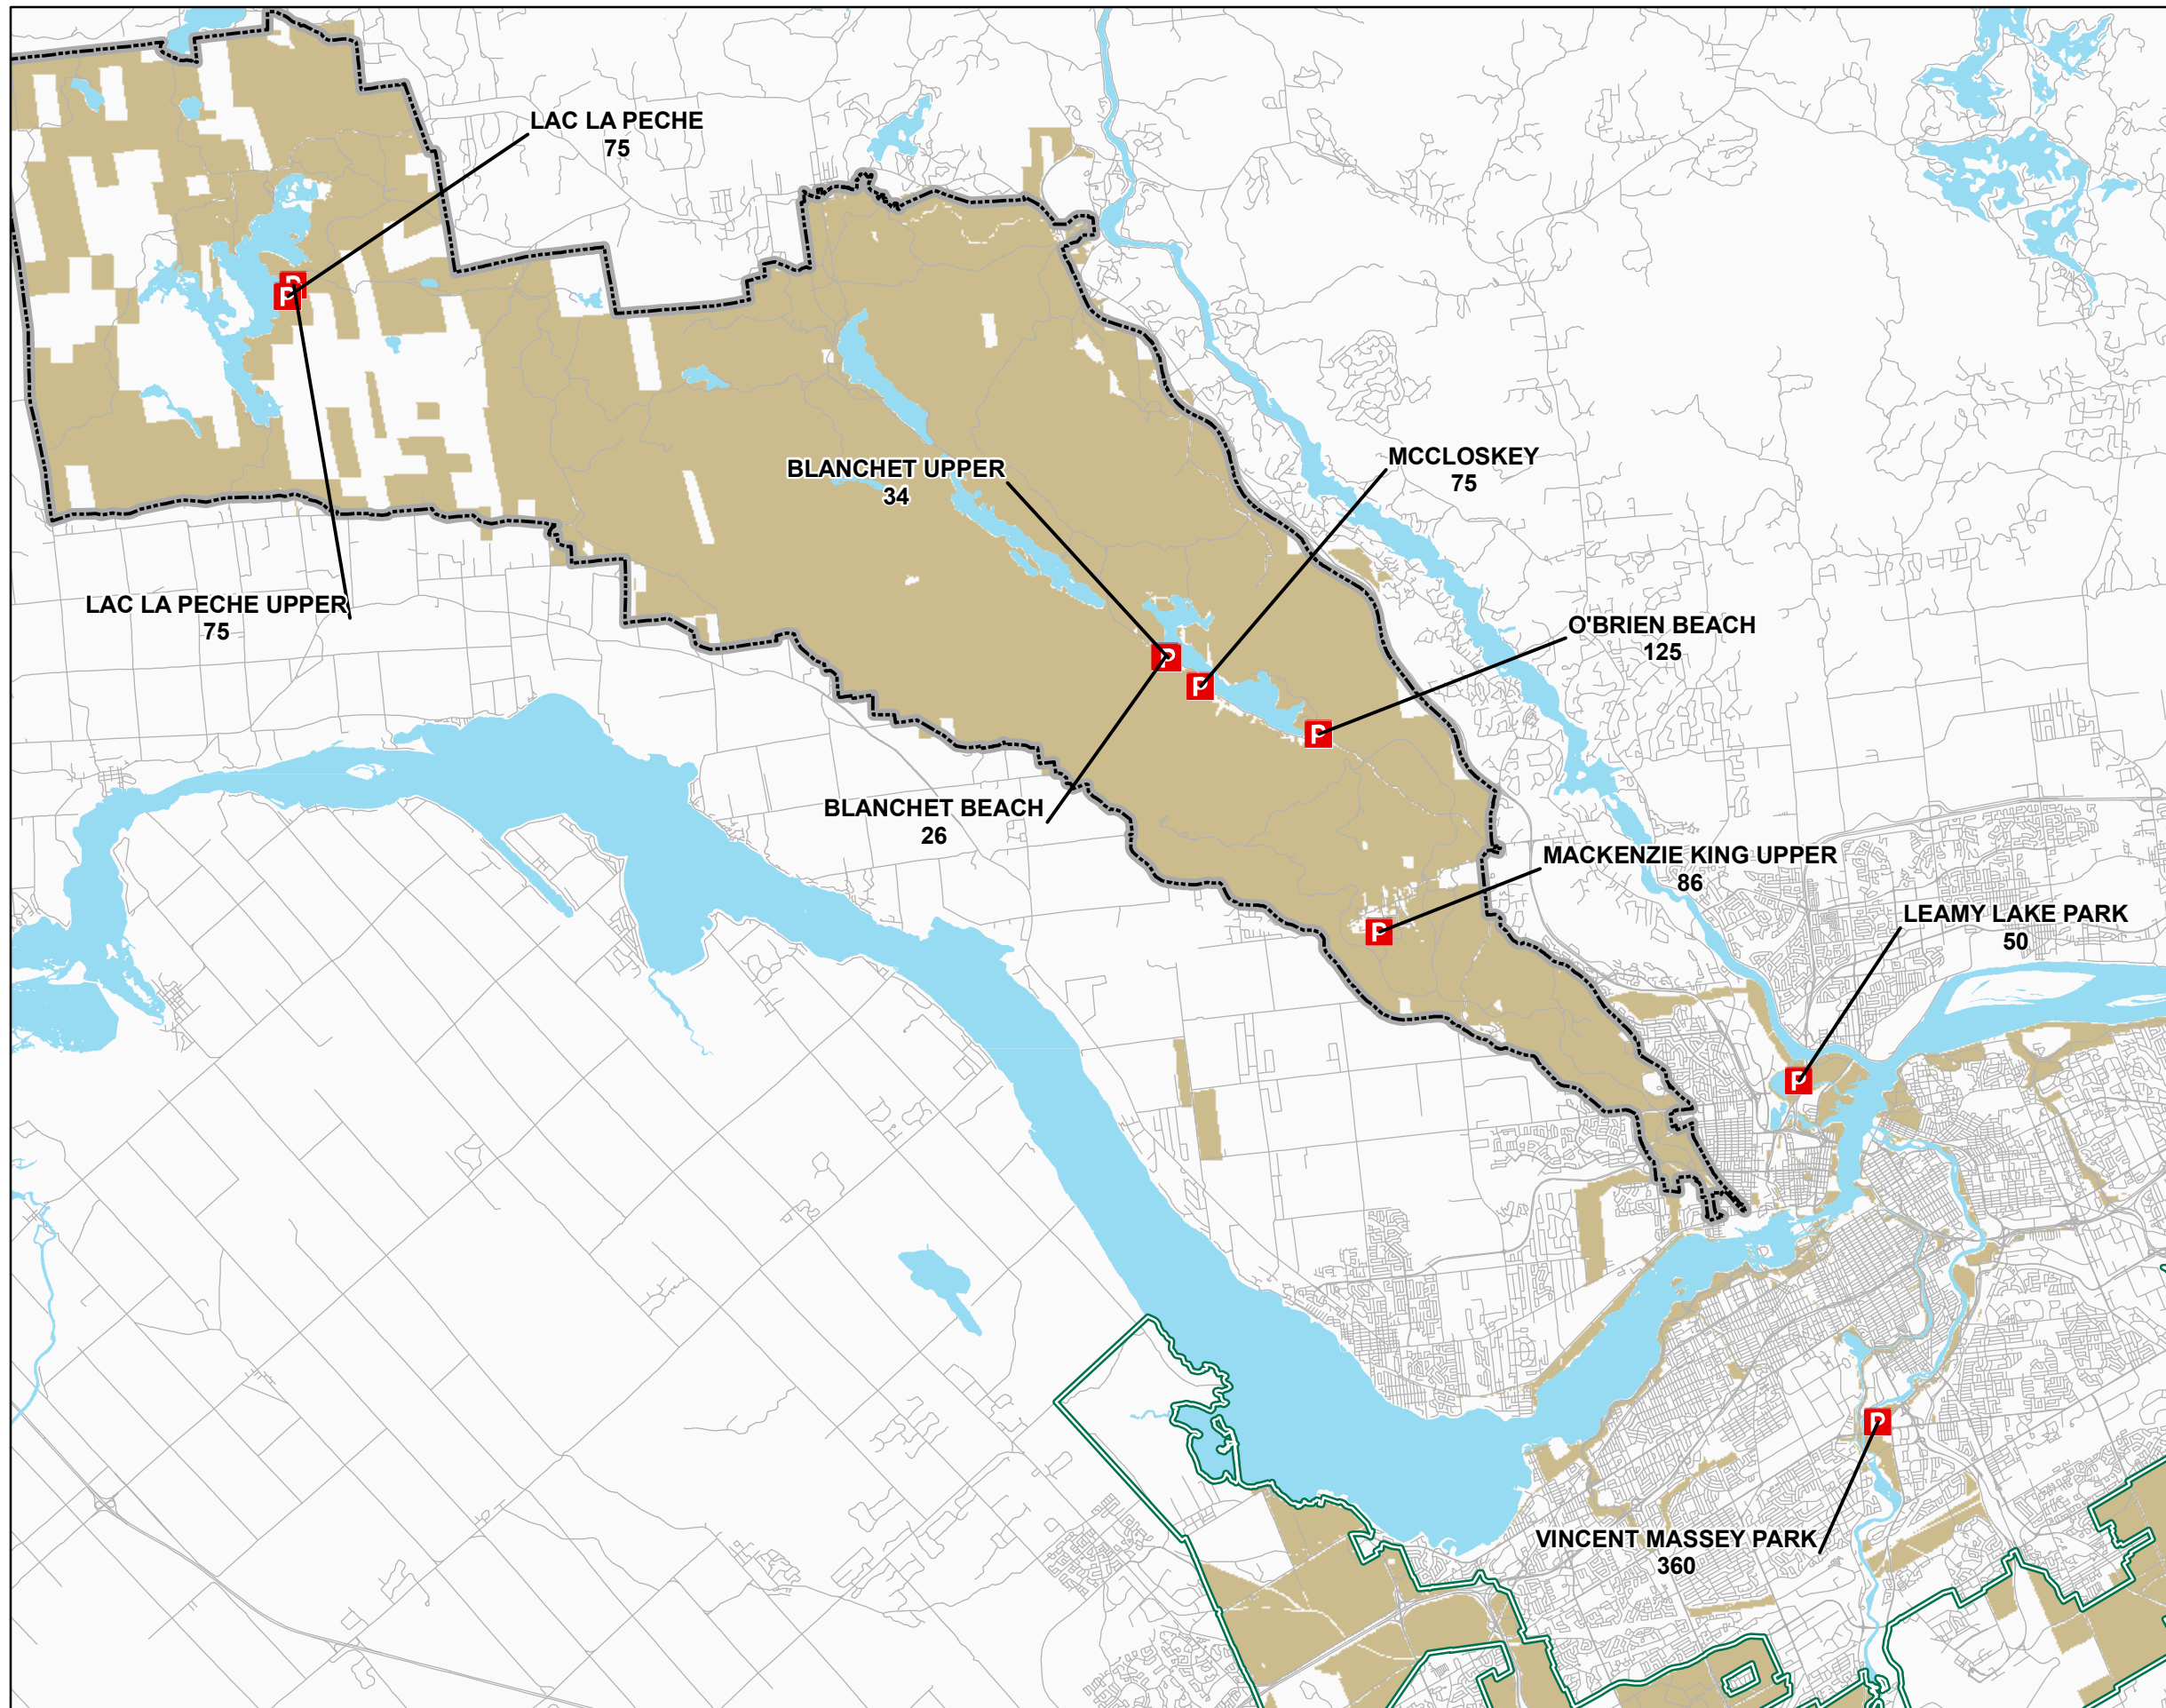 LAC LA PECHE
75
P
P
BLANCHET UPPER
34
MCCLOSKEY
75
LAC LA PECHE UPPER
75
O'BRIEN BEACH
125
P
P
P
BLANCHET BEACH
26
MACKENZIE KING UPPER
86
P
LEAMY LAKE PARK
50
P
P
VINCENT MASSEY PARK
360